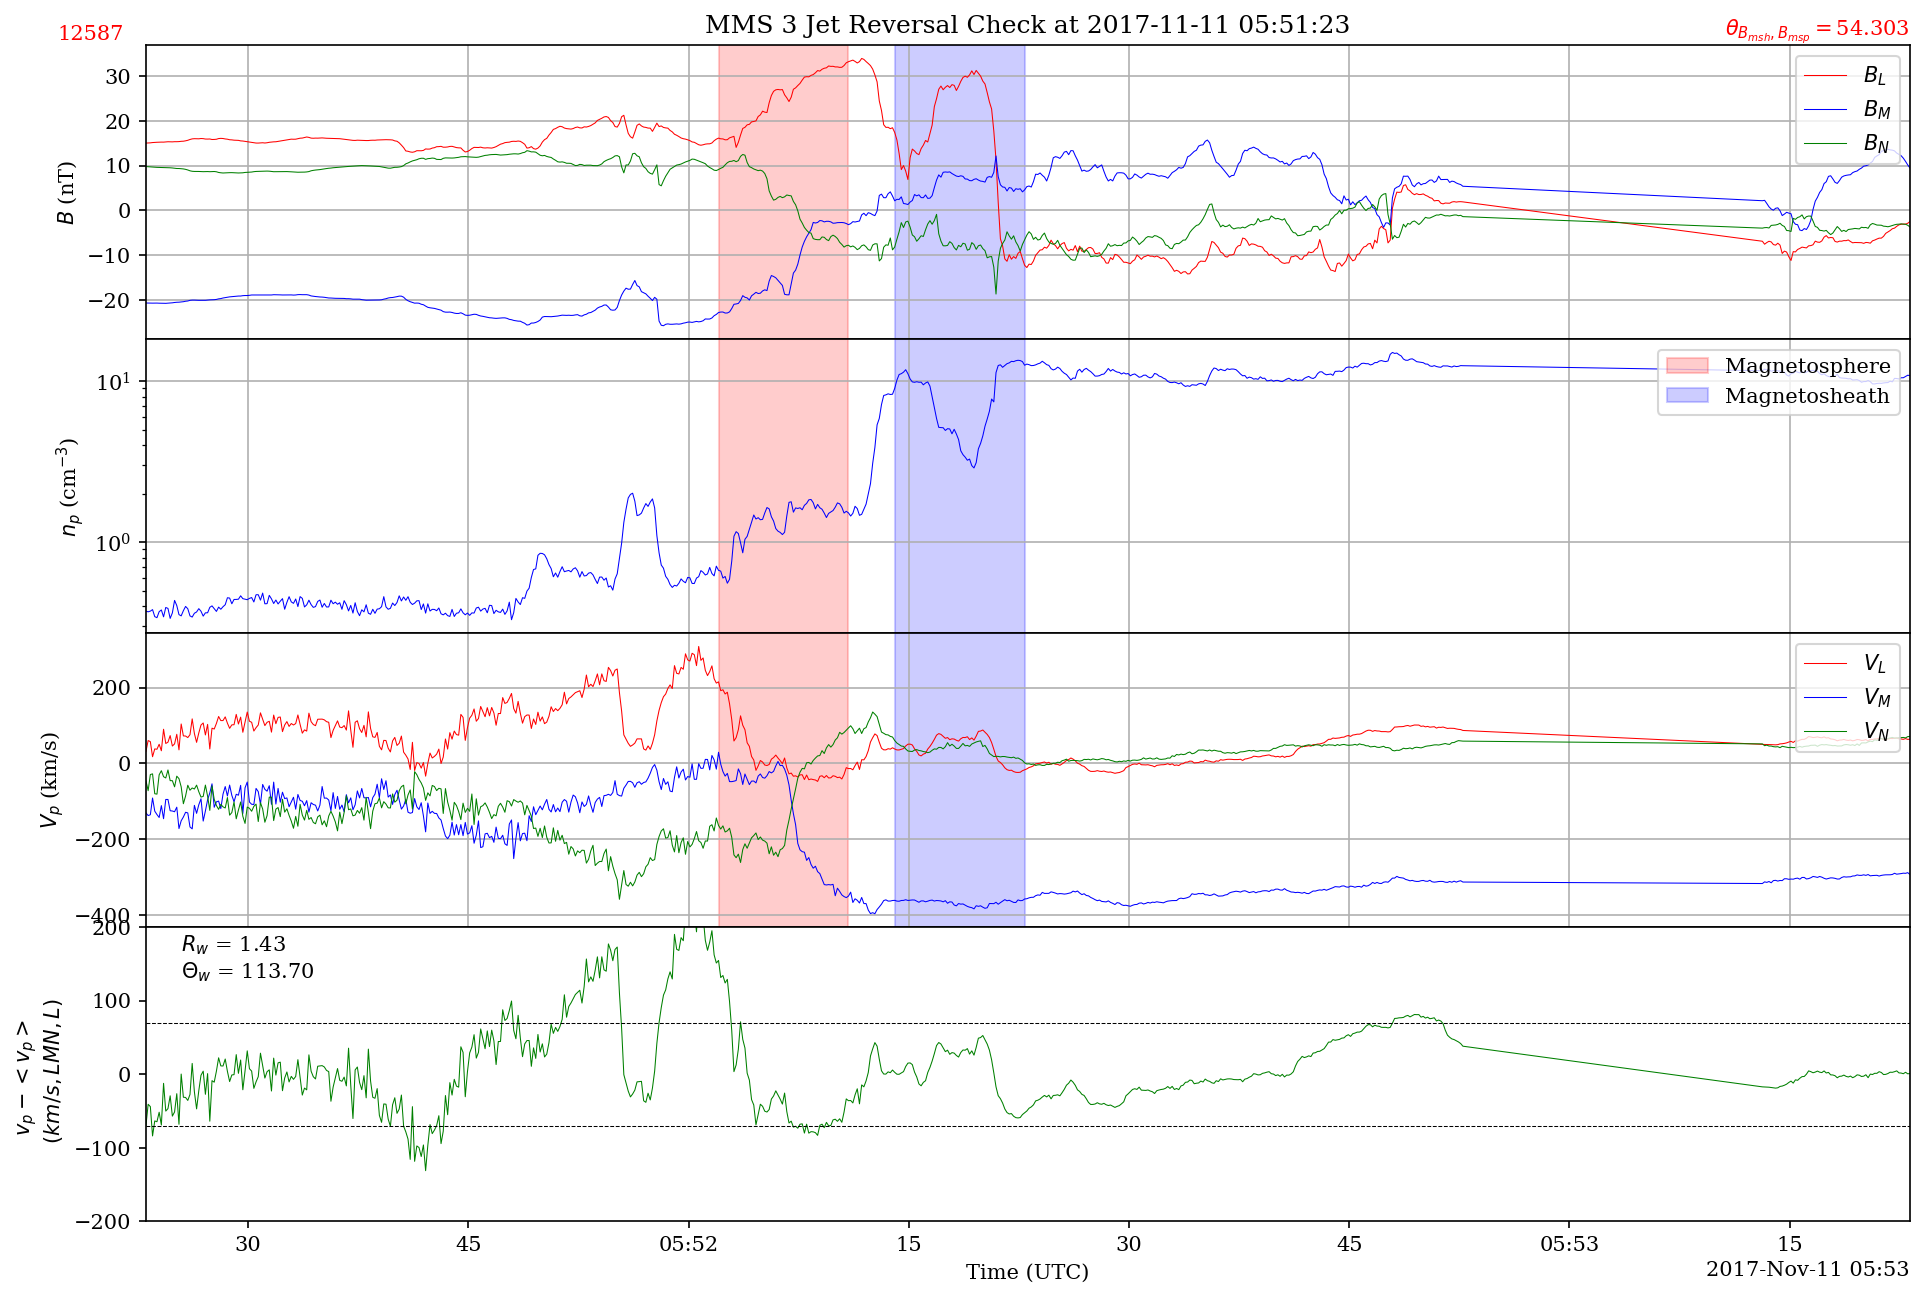 12587
MMS 3 Jet Reversal Check at 2017-11-11 05:51:23
θ_{B_{msh}, B_{msp}} = 54.303
30
20
10
0
−10
−20
B (nT)
B_L
B_M
B_N
10^1
10^0
n_p (cm^{−3})
Magnetosphere
Magnetosheath
200
0
−200
−400
V_p (km/s)
V_L
V_M
V_N
200
100
0
−100
−200
v_p − < v_p >
(km/s, LMN, L)
R_w = 1.43
Θ_w = 113.70
30 45 05:52 15 30 45 05:53 15
Time (UTC)
2017-Nov-11 05:53